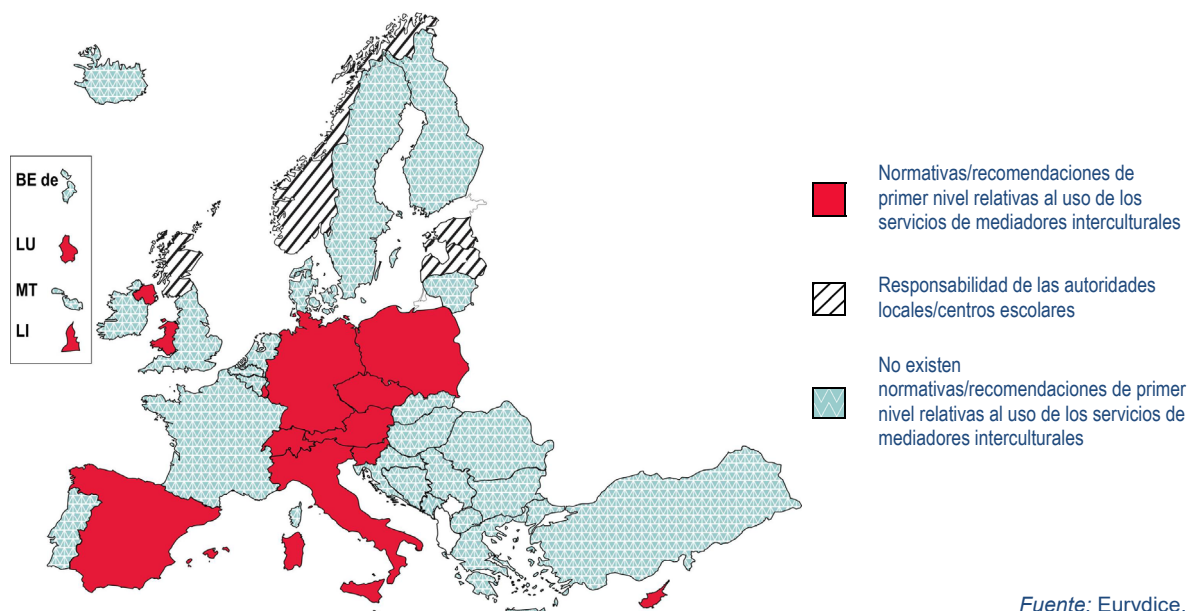 BE de
LU
MT
LI
Normativas/recomendaciones de
primer nivel relativas al uso de los
servicios de mediadores interculturales
Responsabilidad de las autoridades
locales/centros escolares
No existen
normativas/recomendaciones de primer
nivel relativas al uso de los servicios de
mediadores interculturales
Fuente: Eurydice.